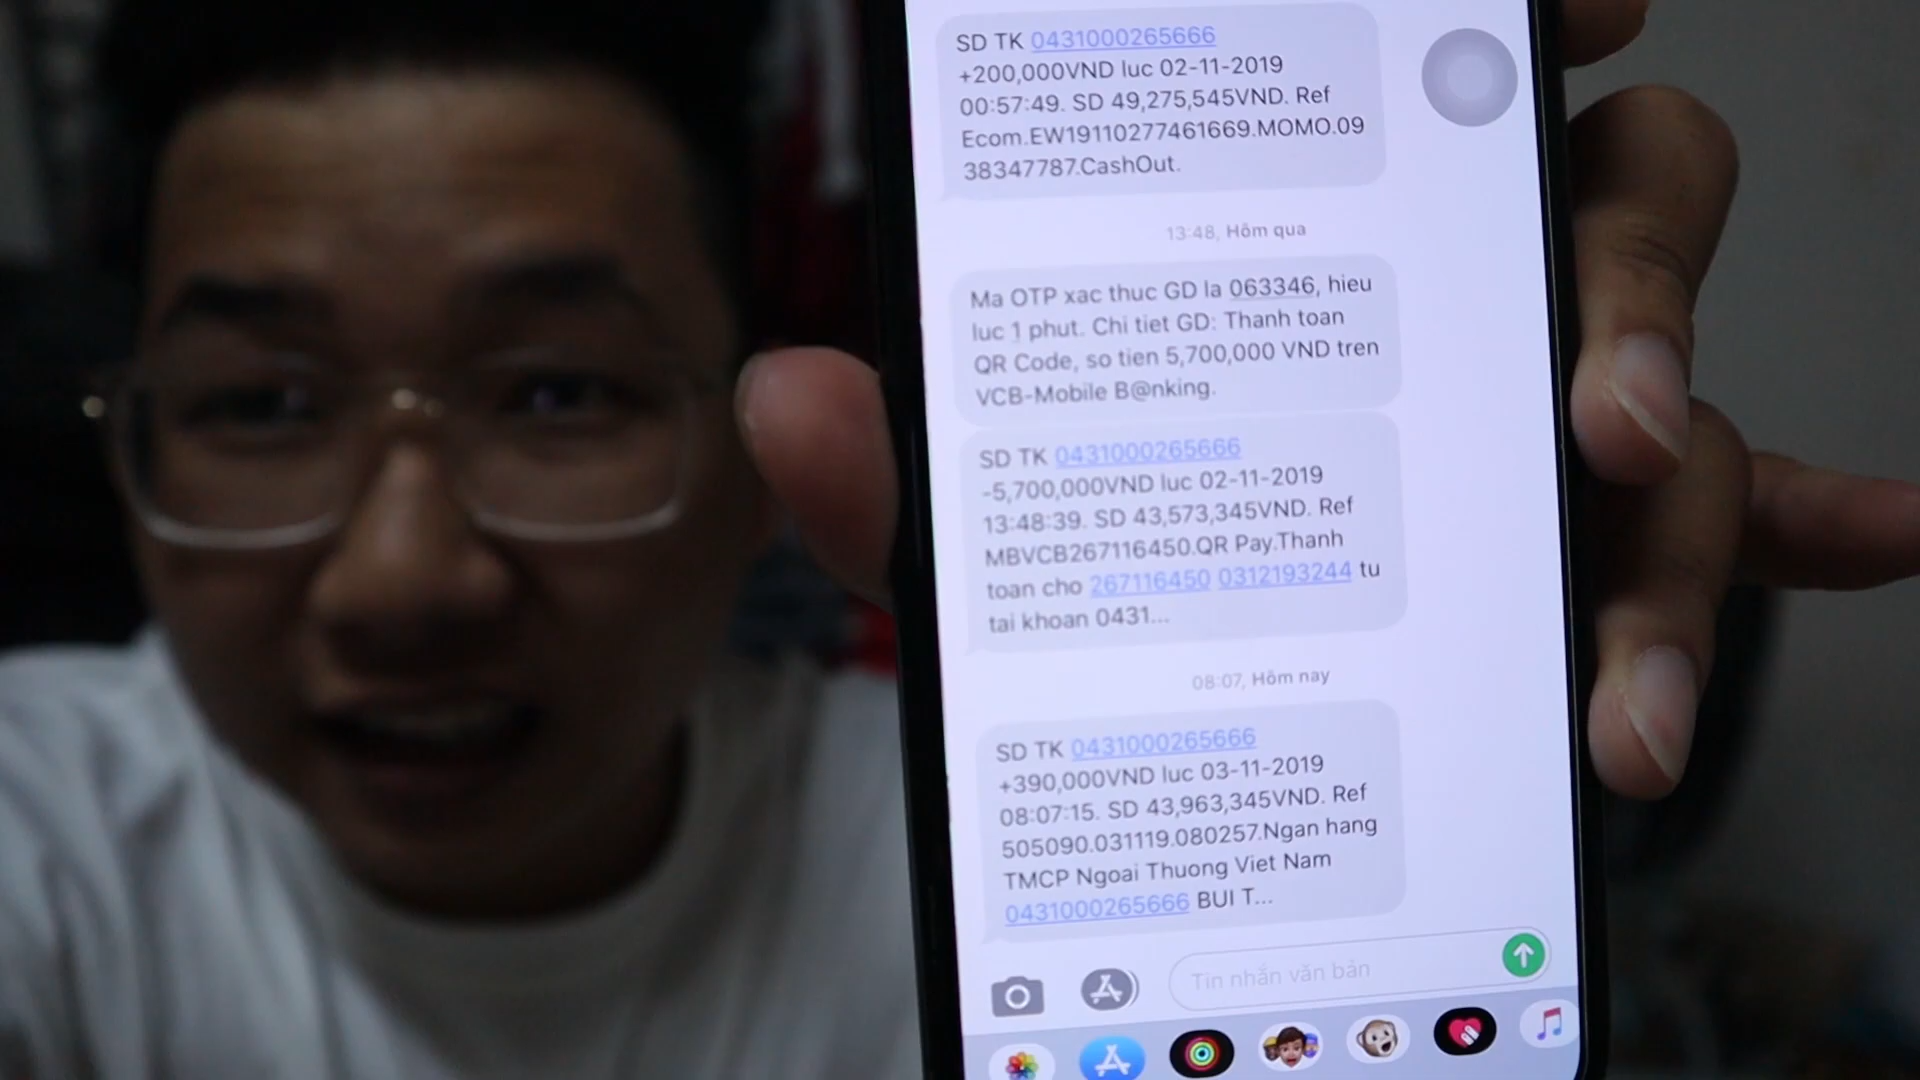 SD TK 0431000265666
+200,000VND luc 02-11-2019
00:57:49. SD 49,275,545VND. Ref
Ecom.EW19110277461669.MOMO.09
38347787.CashOut.
13:48, Hôm qua
Ma OTP xac thuc GD la 063346, hieu
luc 1 phut. Chi tiet GD: Thanh toan
QR Code, so tien 5,700,000 VND tren
VCB-Mobile B@nking.
SD TK 0431000265666
-5,700,000VND luc 02-11-2019
13:48:39. SD 43,573,345VND. Ref
MBVCB267116450.QR Pay.Thanh
toan cho 267116450 0312193244 tu
tai khoan 0431...
08:07, Hôm nay
SD TK 0431000265666
+390,000VND luc 03-11-2019
08:07:15. SD 43,963,345VND. Ref
505090.031119.080257.Ngan hang
TMCP Ngoai Thuong Viet Nam
0431000265666 BUI T...
Tin nhắn văn bản